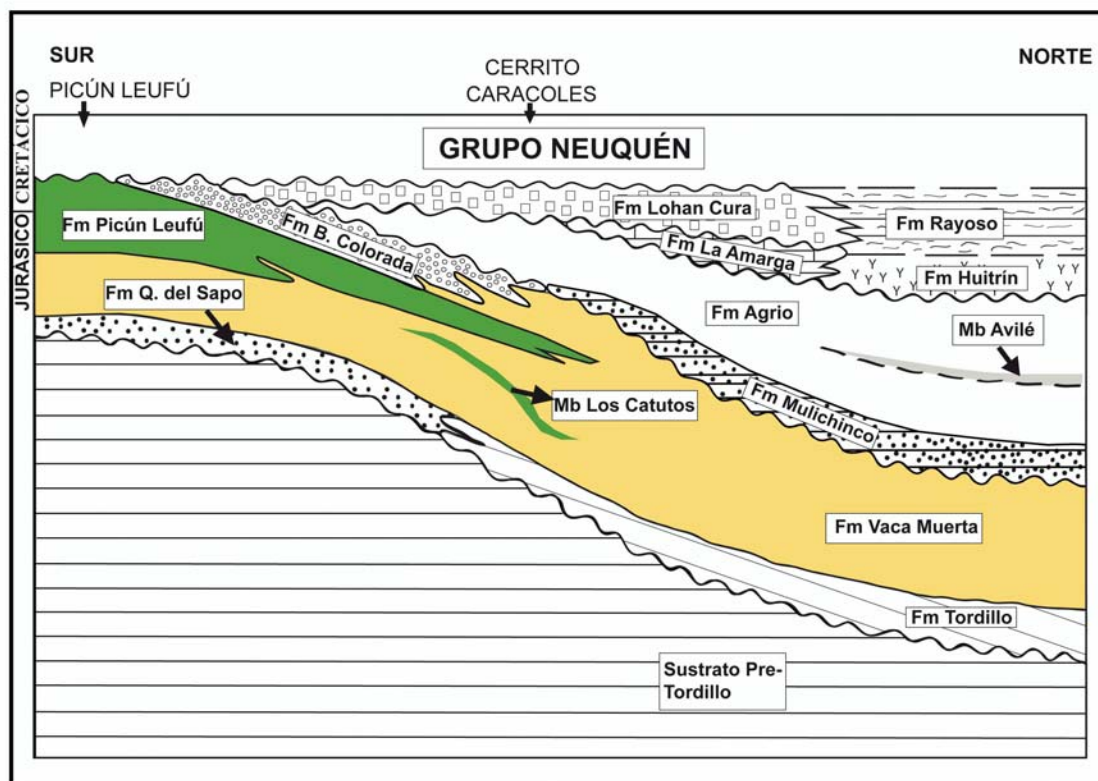 SUR
NORTE
PICÚN LEUFÚ
CERRITO
CARACOLES
JURÁSICO
CRETÁCICO
GRUPO NEUQUÉN
Fm Picún Leufú
Fm B. Colorada
Fm Lohan Cura
Fm Rayoso
Fm La Amarga
Fm Huitrín
Fm Q. del Sapo
Fm Agrio
Mb Avilé
Mb Los Catutos
Fm Mulichinco
Fm Vaca Muerta
Fm Tordillo
Sustrato Pre-
Tordillo